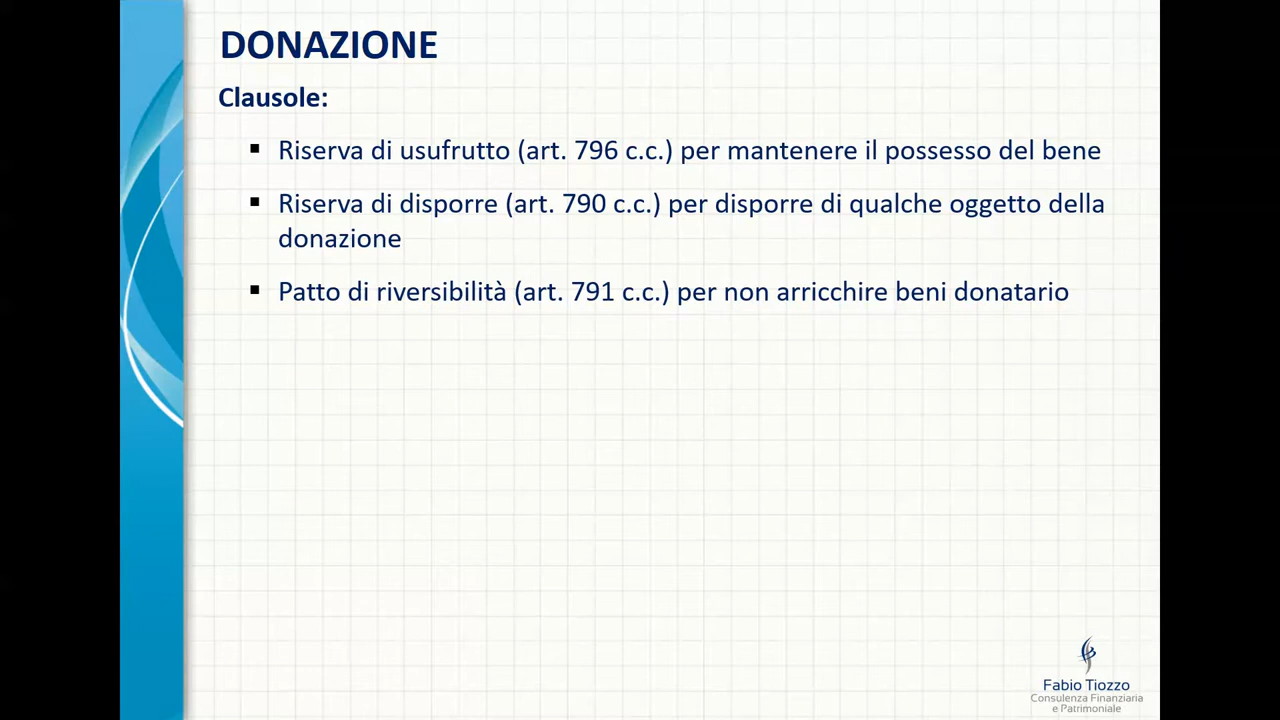 DONAZIONE
Clausole:
▪ Riserva di usufrutto (art. 796 c.c.) per mantenere il possesso del bene
▪ Riserva di disporre (art. 790 c.c.) per disporre di qualche oggetto della
donazione
▪ Patto di riversibilità (art. 791 c.c.) per non arricchire beni donatario
Fabio Tiozzo
Consulenza Finanziaria
e Patrimoniale